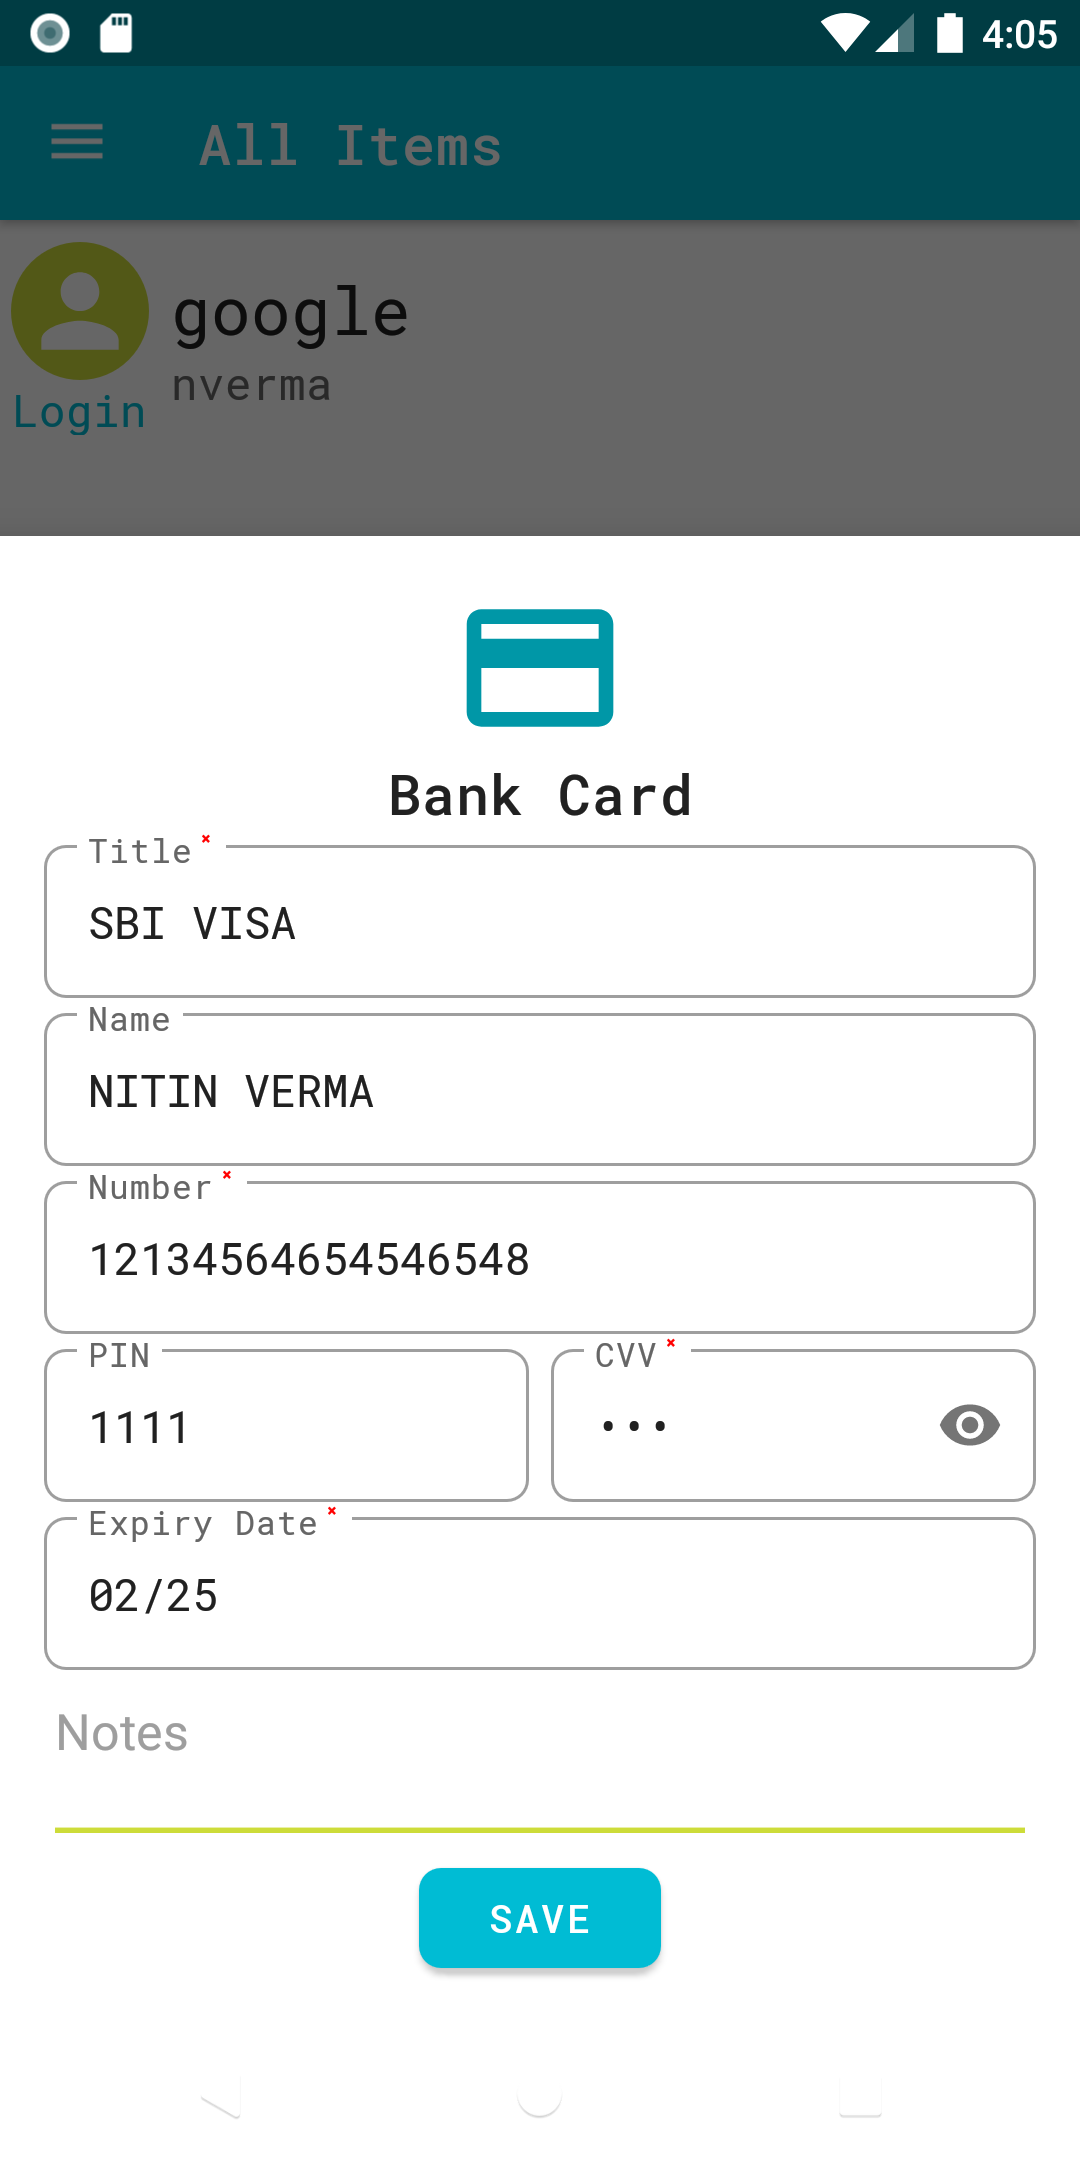 4:05
All Items
google
nverma
Login
Bank Card
Title *
SBI VISA
Name
NITIN VERMA
Number *
12134564654546548
PIN
1111
CVV *
•••
Expiry Date *
02/25
Notes
SAVE